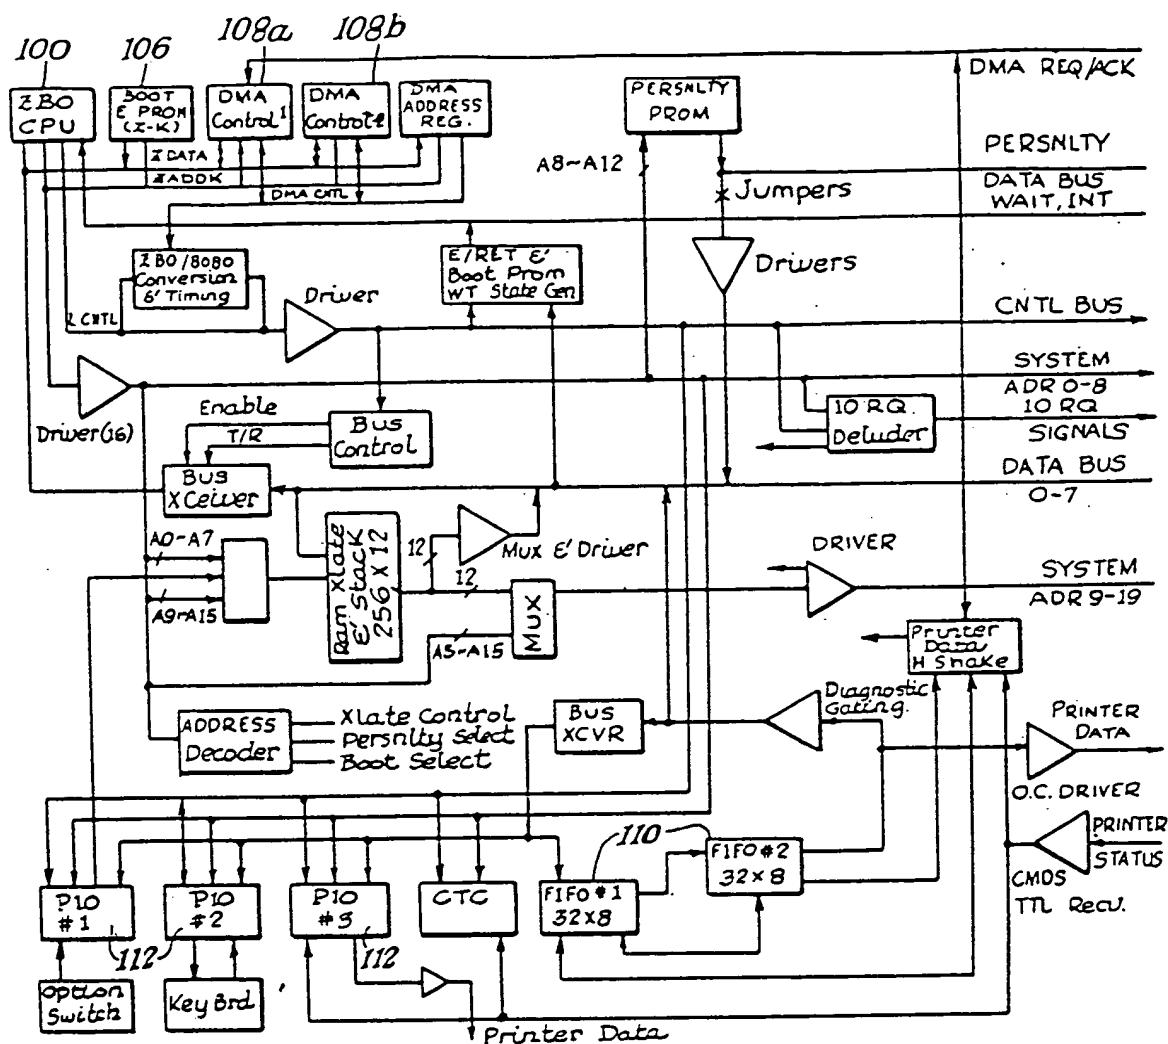 100
106
108a
108b
ZBO
CPU
BOOT
E PROM
(Z-K)
DMA
Control 1
DMA
Control 2
DMA
ADDRESS
REG.
PERSNLTY
PROM
DMA REQ/ACK
Z DATA
Z ADDR
DMA CNTL
A8~A12
PERSNLTY
DATA BUS
Jumpers
WAIT, INT
ZBO/8080
Conversion
& Timing
E/RET &
Boot Prom
WT State Gen
Drivers
Z CNTL
Driver
CNTL BUS
SYSTEM
ADR 0-8
Driver(16)
Enable
T/R
Bus
Control
IO RQ.
Deluder
IO RQ
SIGNALS
BUS
XCeiver
DATA BUS
0-7
A0-A7
A9-A15
Ram Xlate
& Stack
256 X 12
12
Mux & Driver
12
MUX
A5~A15
DRIVER
SYSTEM
ADR 9-19
Printer
Data
H Snake
ADDRESS
Decoder
Xlate Control
Persnlty Select
Boot Select
BUS
XCVR
Diagnostic
Gating.
PRINTER
DATA
O.C. DRIVER
110
FIFO #2
32×8
PRINTER
STATUS
CMDS
TTL Recv.
PIO
#1
PIO
#2
PIO
#3
CTC
FIFO #1
32×8
112
112
Option
Switch
Key Brd
Printer Data